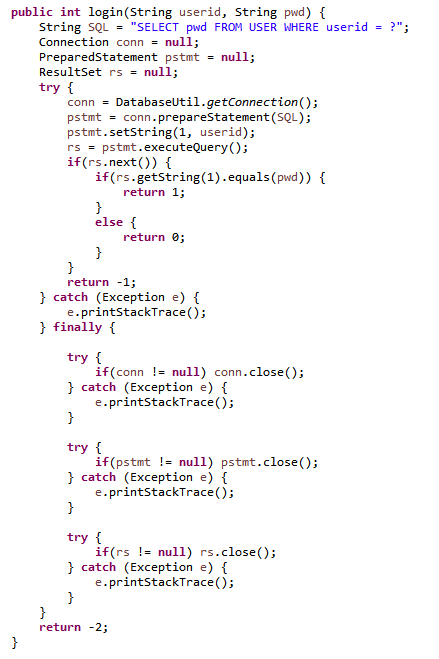 public int login(String userid, String pwd) {
    String SQL = "SELECT pwd FROM USER WHERE userid = ?";
    Connection conn = null;
    PreparedStatement pstmt = null;
    ResultSet rs = null;
    try {
        conn = DatabaseUtil.getConnection();
        pstmt = conn.prepareStatement(SQL);
        pstmt.setString(1, userid);
        rs = pstmt.executeQuery();
        if(rs.next()) {
            if(rs.getString(1).equals(pwd)) {
                return 1;
            }
            else {
                return 0;
            }
        }
        return -1;
    } catch (Exception e) {
        e.printStackTrace();
    } finally {

        try {
            if(conn != null) conn.close();
        } catch (Exception e) {
            e.printStackTrace();
        }

        try {
            if(pstmt != null) pstmt.close();
        } catch (Exception e) {
            e.printStackTrace();
        }

        try {
            if(rs != null) rs.close();
        } catch (Exception e) {
            e.printStackTrace();
        }
    }
    return -2;
}